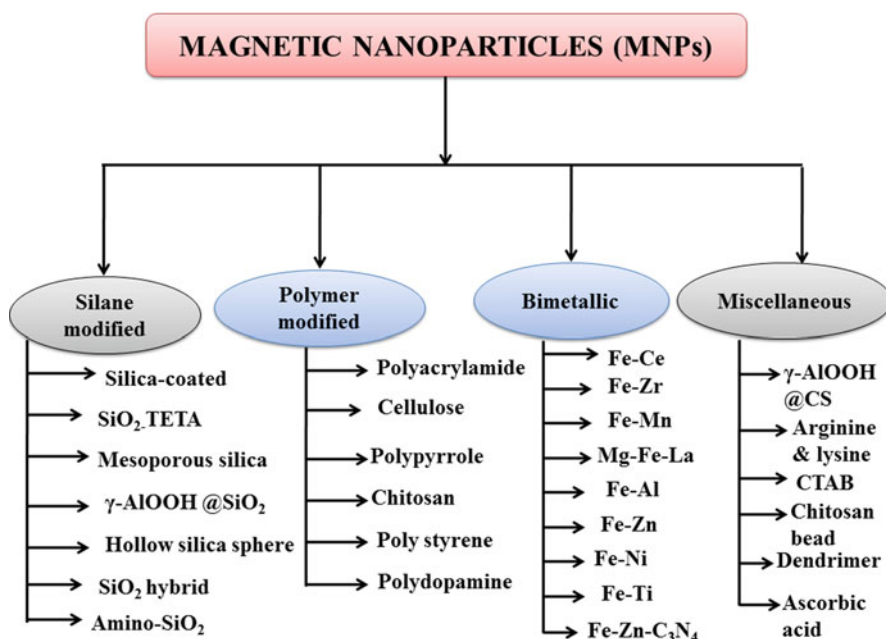 MAGNETIC NANOPARTICLES (MNPs)
Silane
modified
Silica-coated
SiO₂-TETA
Mesoporous silica
γ-AlOOH @SiO₂
Hollow silica sphere
SiO₂ hybrid
Amino-SiO₂
Polymer
modified
Polyacrylamide
Cellulose
Polypyrrole
Chitosan
Poly styrene
Polydopamine
Bimetallic
Fe-Ce
Fe-Zr
Fe-Mn
Mg-Fe-La
Fe-Al
Fe-Zn
Fe-Ni
Fe-Ti
Fe-Zn-C₃N₄
Miscellaneous
γ-AlOOH
@CS
Arginine
& lysine
CTAB
Chitosan
bead
Dendrimer
Ascorbic
acid